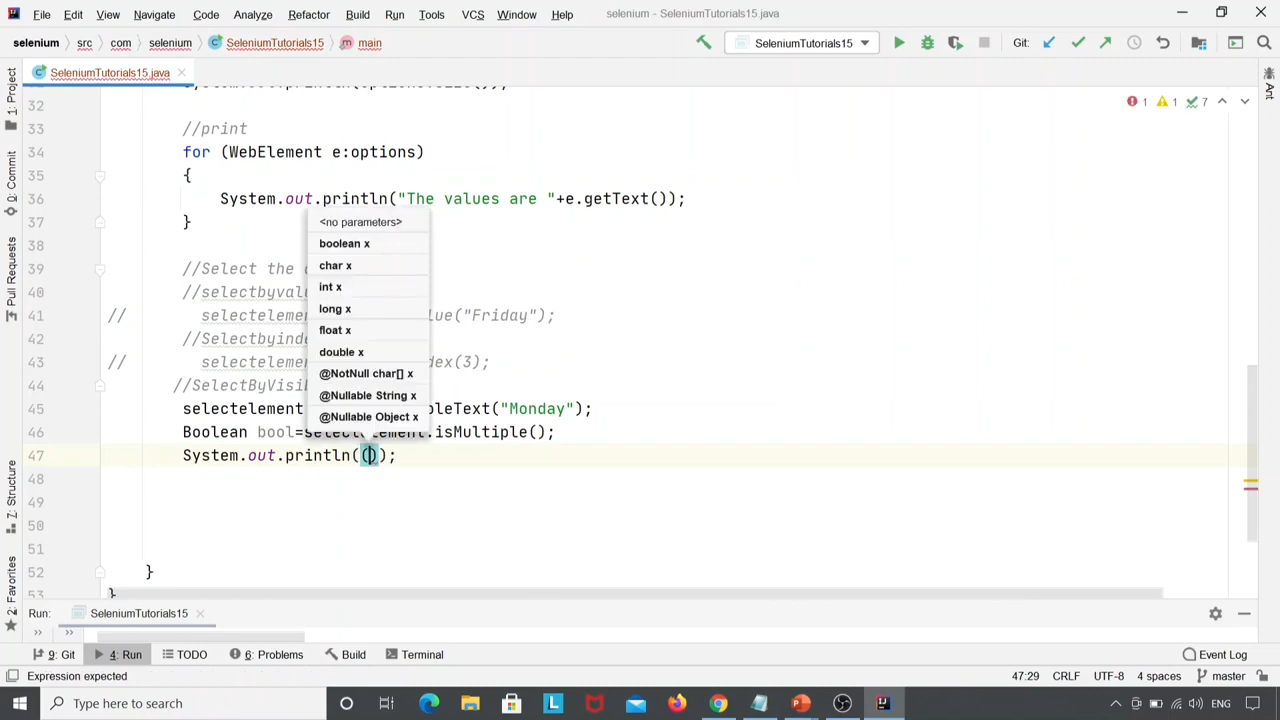 File Edit View Navigate Code Analyze Refactor Build Run Tools VCS Window Help selenium - SeleniumTutorials15.java
selenium src com selenium SeleniumTutorials15 main SeleniumTutorials15 Git:
SeleniumTutorials15.java
1: Project
0: Commit
Pull Requests
7: Structure
2: Favorites
Ant
1 1 7
32
33 //print
34 for (WebElement e:options)
35 {
36 System.out.println("The values are "+e.getText());
37 }
38
39 //Select the
40 //selectbyval
41 // selectelemen lue("Friday");
42 //Selectbyinde
43 // selectelemen dex(3);
44 //SelectByVisi
45 selectelement bleText("Monday");
46 Boolean bool=selectelement.isMultiple();
47 System.out.println(());
48
49
50
51
52 }
53 }
<no parameters>
boolean x
char x
int x
long x
float x
double x
@NotNull char[] x
@Nullable String x
@Nullable Object x
Run: SeleniumTutorials15
9: Git 4: Run TODO 6: Problems Build Terminal Event Log
Expression expected 47:29 CRLF UTF-8 4 spaces master
Type here to search ENG